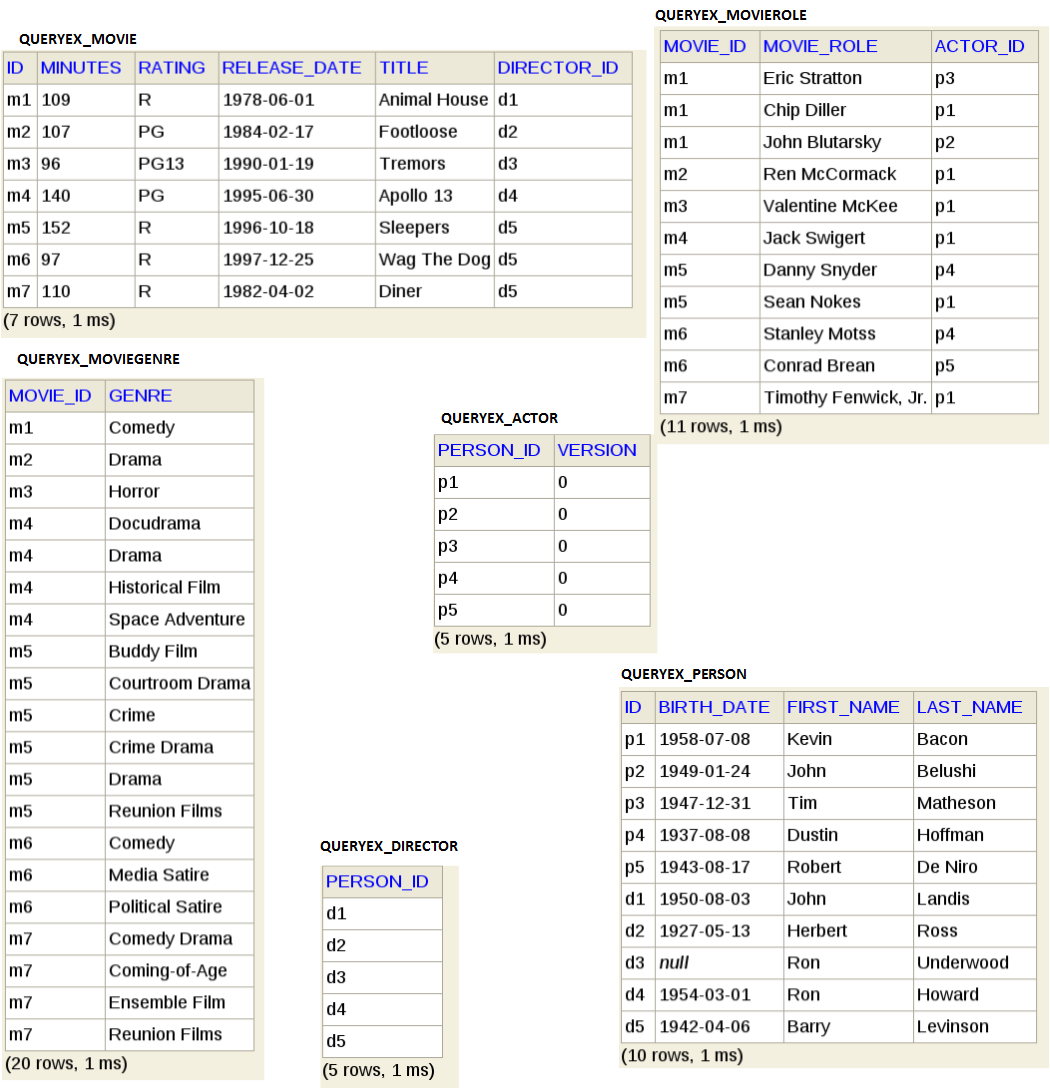 QUERYEX_MOVIE
ID MINUTES RATING RELEASE_DATE TITLE DIRECTOR_ID
m1 109 R 1978-06-01 Animal House d1
m2 107 PG 1984-02-17 Footloose d2
m3 96 PG13 1990-01-19 Tremors d3
m4 140 PG 1995-06-30 Apollo 13 d4
m5 152 R 1996-10-18 Sleepers d5
m6 97 R 1997-12-25 Wag The Dog d5
m7 110 R 1982-04-02 Diner d5
(7 rows, 1 ms)
QUERYEX_MOVIEROLE
MOVIE_ID MOVIE_ROLE ACTOR_ID
m1 Eric Stratton p3
m1 Chip Diller p1
m1 John Blutarsky p2
m2 Ren McCormack p1
m3 Valentine McKee p1
m4 Jack Swigert p1
m5 Danny Snyder p4
m5 Sean Nokes p1
m6 Stanley Motss p4
m6 Conrad Brean p5
m7 Timothy Fenwick, Jr. p1
(11 rows, 1 ms)
QUERYEX_MOVIEGENRE
MOVIE_ID GENRE
m1 Comedy
m2 Drama
m3 Horror
m4 Docudrama
m4 Drama
m4 Historical Film
m4 Space Adventure
m5 Buddy Film
m5 Courtroom Drama
m5 Crime
m5 Crime Drama
m5 Drama
m5 Reunion Films
m6 Comedy
m6 Media Satire
m6 Political Satire
m7 Comedy Drama
m7 Coming-of-Age
m7 Ensemble Film
m7 Reunion Films
(20 rows, 1 ms)
QUERYEX_ACTOR
PERSON_ID VERSION
p1 0
p2 0
p3 0
p4 0
p5 0
(5 rows, 1 ms)
QUERYEX_DIRECTOR
PERSON_ID
d1
d2
d3
d4
d5
(5 rows, 1 ms)
QUERYEX_PERSON
ID BIRTH_DATE FIRST_NAME LAST_NAME
p1 1958-07-08 Kevin Bacon
p2 1949-01-24 John Belushi
p3 1947-12-31 Tim Matheson
p4 1937-08-08 Dustin Hoffman
p5 1943-08-17 Robert De Niro
d1 1950-08-03 John Landis
d2 1927-05-13 Herbert Ross
d3 null Ron Underwood
d4 1954-03-01 Ron Howard
d5 1942-04-06 Barry Levinson
(10 rows, 1 ms)